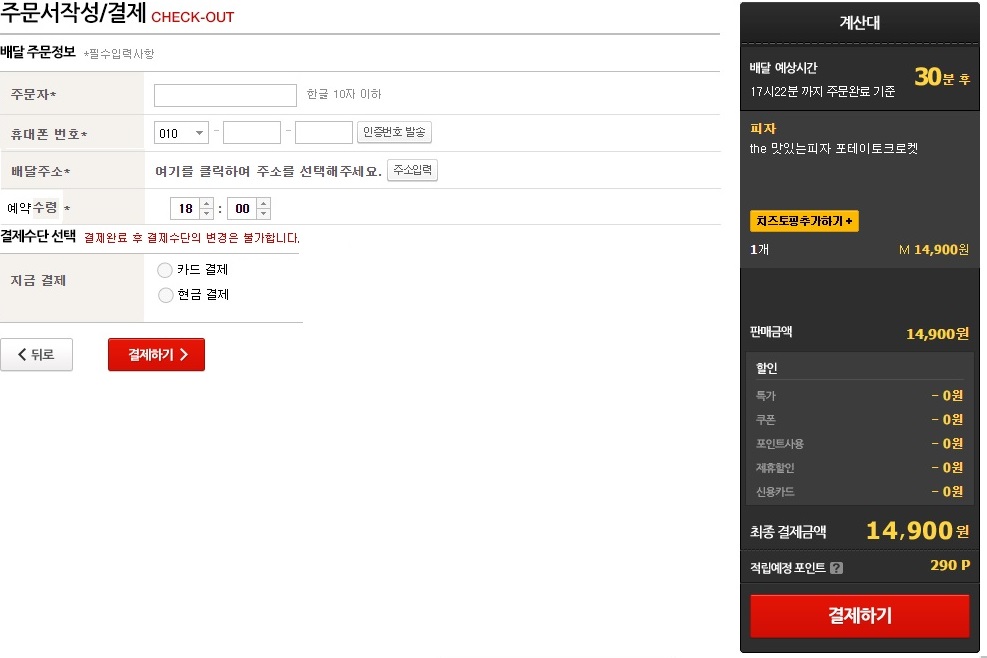 주문서작성/결제 CHECK-OUT
배달 주문정보 *필수입력사항
주문자* 한글 10자 이하
휴대폰 번호* 010 - - 인증번호 발송
배달주소* 여기를 클릭하여 주소를 선택해주세요. 주소입력
예약수령 * 18 : 00
결제수단 선택 결제완료 후 결제수단의 변경은 불가합니다.
지금 결제 카드 결제
현금 결제
뒤로 결제하기
계산대
배달 예상시간 30분 후
17시22분 까지 주문완료 기준
피자
the 맛있는피자 포테이토크로켓
치즈토핑추가하기 +
1개 M 14,900원
판매금액 14,900원
할인
특가 - 0원
쿠폰 - 0원
포인트사용 - 0원
제휴할인 - 0원
신용카드 - 0원
최종 결제금액 14,900원
적립예정 포인트 ? 290 P
결제하기